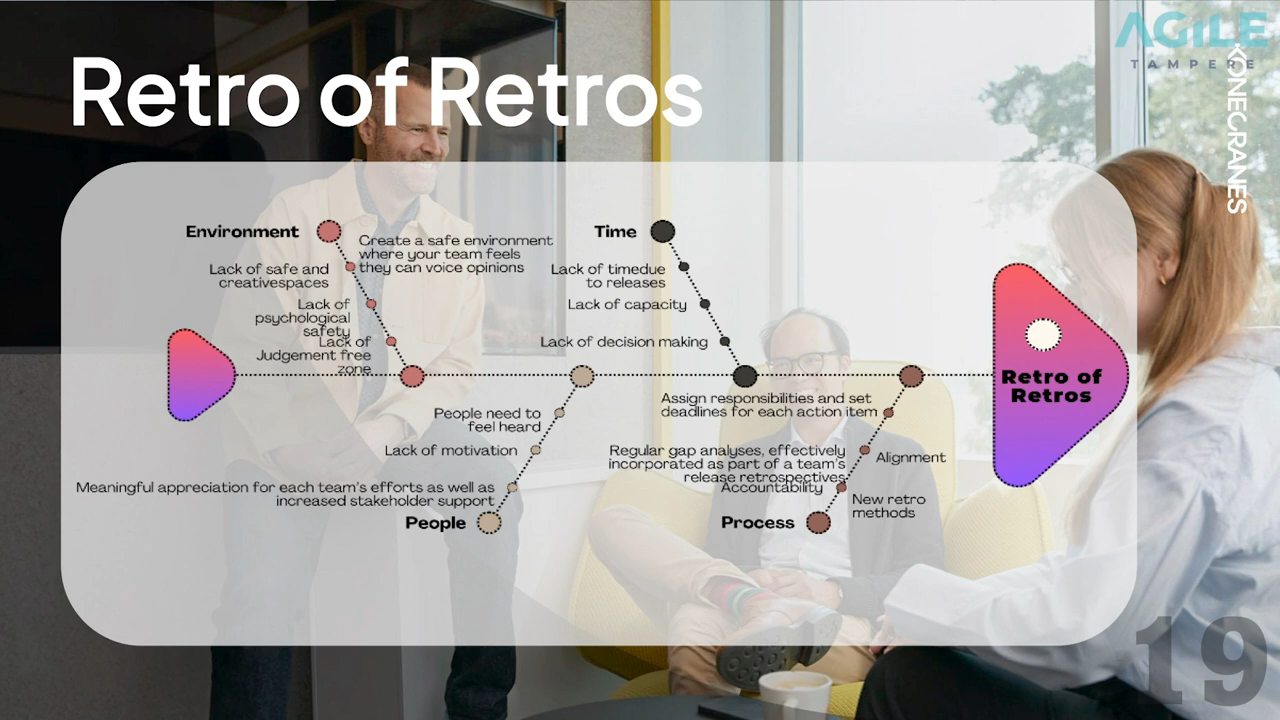 AGILE
TAMPERE
KONECRANES
Retro of Retros
Environment
Create a safe environment
where your team feels
they can voice opinions
Lack of safe and
creativespaces
Lack of
psychological
safety
Lack of
Judgement free
zone
Time
Lack of timedue
to releases
Lack of capacity
Lack of decision making
People need to
feel heard
Lack of motivation
Meaningful appreciation for each team's efforts as well as
increased stakeholder support
People
Assign responsibilities and set
deadlines for each action item
Regular gap analyses, effectively
incorporated as part of a team's
release retrospectives
Alignment
Accountability
New retro
methods
Process
Retro of
Retros
19